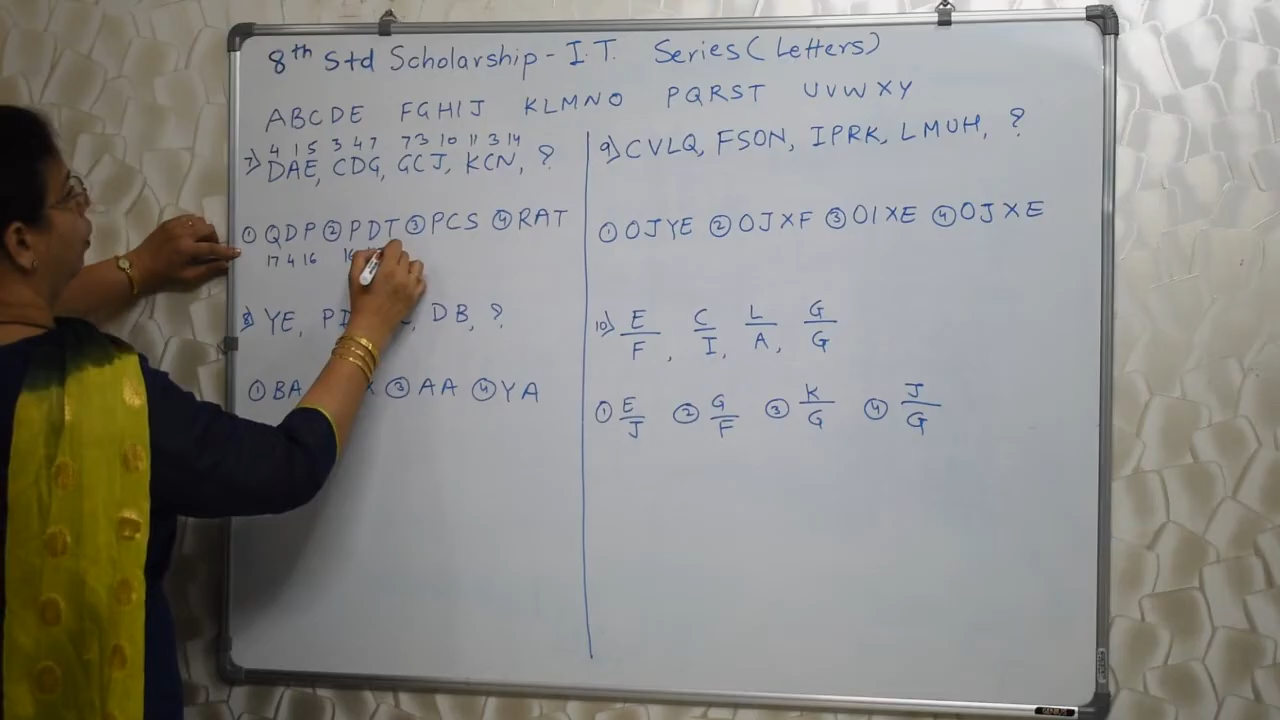 8th Std Scholarship - I.T. Series (Letters)
ABCDE FGHIJ KLMNO PQRST UVWXY
4 1 5 3 4 7 7 3 10 11 3 14
7) DAE, CDG, GCJ, KCN, ?
① QDP ② PDT ③ PCS ④ RAT
17 4 16 16
8) YE, DB, ?
① BA ③ AA ④ YA
9) CVLQ, FSON, IPRK, LMUH, ?
① OJYE ② OJXF ③ OIXE ④ OJXE
10) E/F, C/I, L/A, G/G
① E/J ② G/F ③ K/G ④ J/G